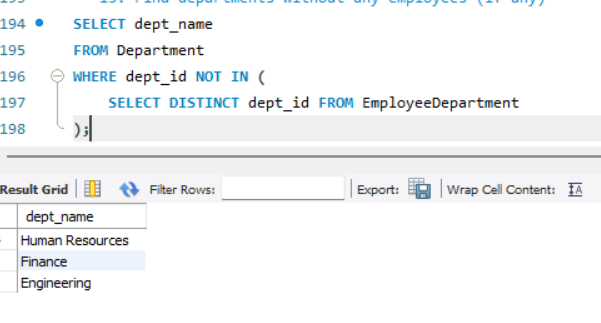 19. Find departments without any employees (if any)
194 SELECT dept_name
195 FROM Department
196 WHERE dept_id NOT IN (
197 SELECT DISTINCT dept_id FROM EmployeeDepartment
198 );
Result Grid Filter Rows: Export: Wrap Cell Content:
dept_name
Human Resources
Finance
Engineering